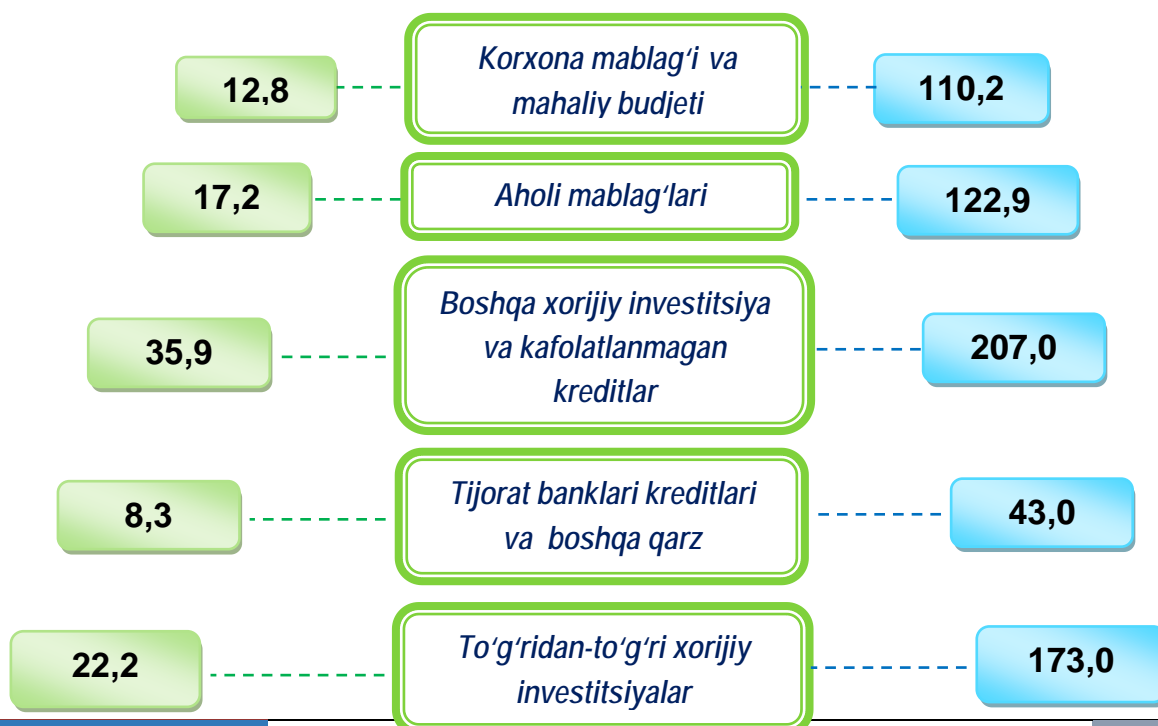 12,8
Korxona mablag‘i va
mahaliy budjeti
110,2
17,2
Aholi mablag‘lari
122,9
35,9
Boshqa xorijiy investitsiya
va kafolatlanmagan
kreditlar
207,0
8,3
Tijorat banklari kreditlari
va boshqa qarz
43,0
22,2
To‘g‘ridan-to‘g‘ri xorijiy
investitsiyalar
173,0